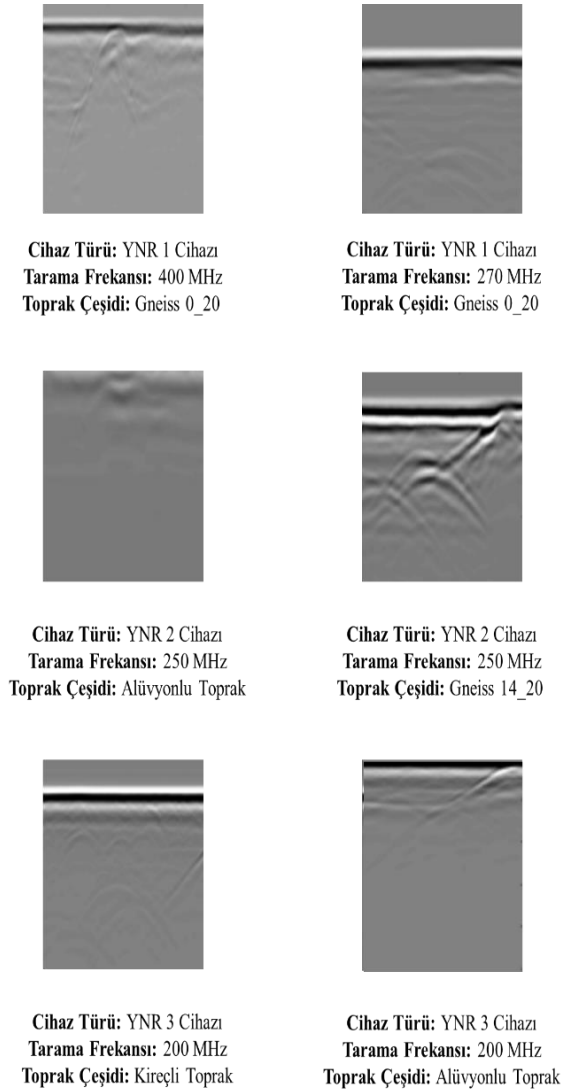 Cihaz Türü: YNR 1 Cihazı
Tarama Frekansı: 400 MHz
Toprak Çeşidi: Gneiss 0_20
Cihaz Türü: YNR 1 Cihazı
Tarama Frekansı: 270 MHz
Toprak Çeşidi: Gneiss 0_20
Cihaz Türü: YNR 2 Cihazı
Tarama Frekansı: 250 MHz
Toprak Çeşidi: Alüvyonlu Toprak
Cihaz Türü: YNR 2 Cihazı
Tarama Frekansı: 250 MHz
Toprak Çeşidi: Gneiss 14_20
Cihaz Türü: YNR 3 Cihazı
Tarama Frekansı: 200 MHz
Toprak Çeşidi: Kireçli Toprak
Cihaz Türü: YNR 3 Cihazı
Tarama Frekansı: 200 MHz
Toprak Çeşidi: Alüvyonlu Toprak